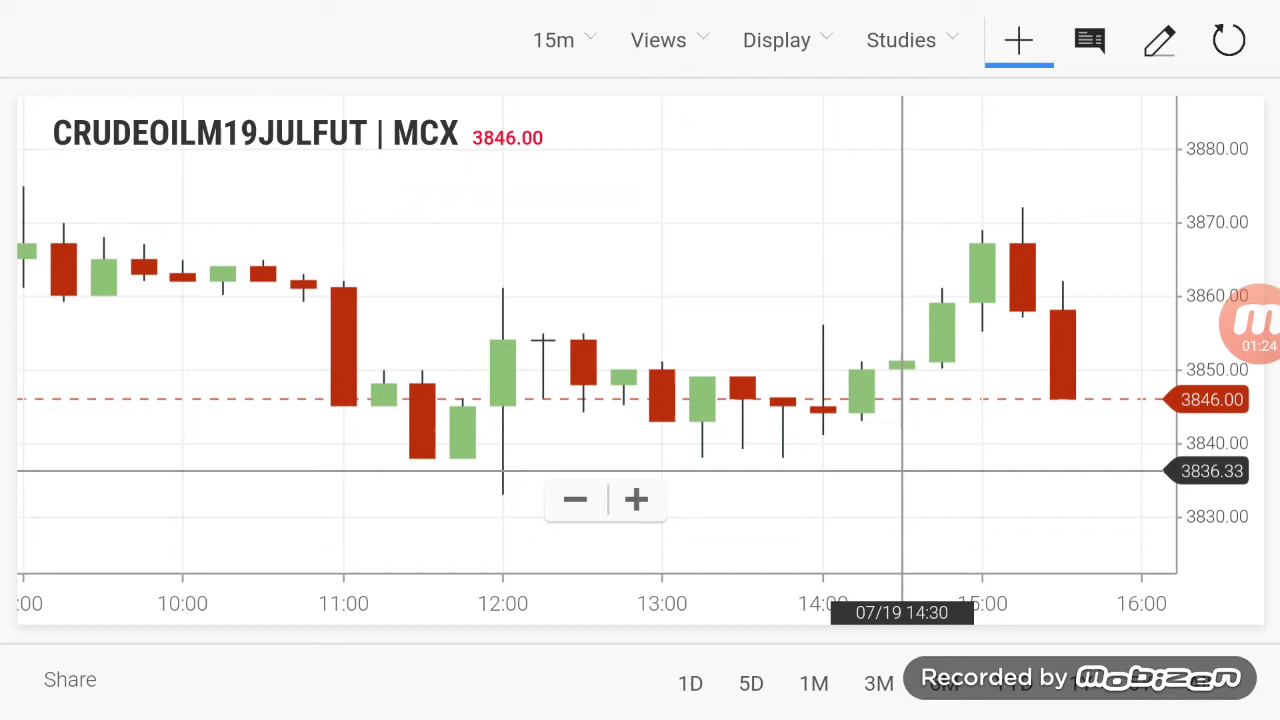 15m Views Display Studies
CRUDEOILM19JULFUT | MCX 3846.00
3880.00
3870.00
3860.00
01:24
3850.00
3846.00
3840.00
3836.33
3830.00
:00 10:00 11:00 12:00 13:00 14:00 15:00 16:00
07/19 14:30
Share 1D 5D 1M 3M
Recorded by mobizen